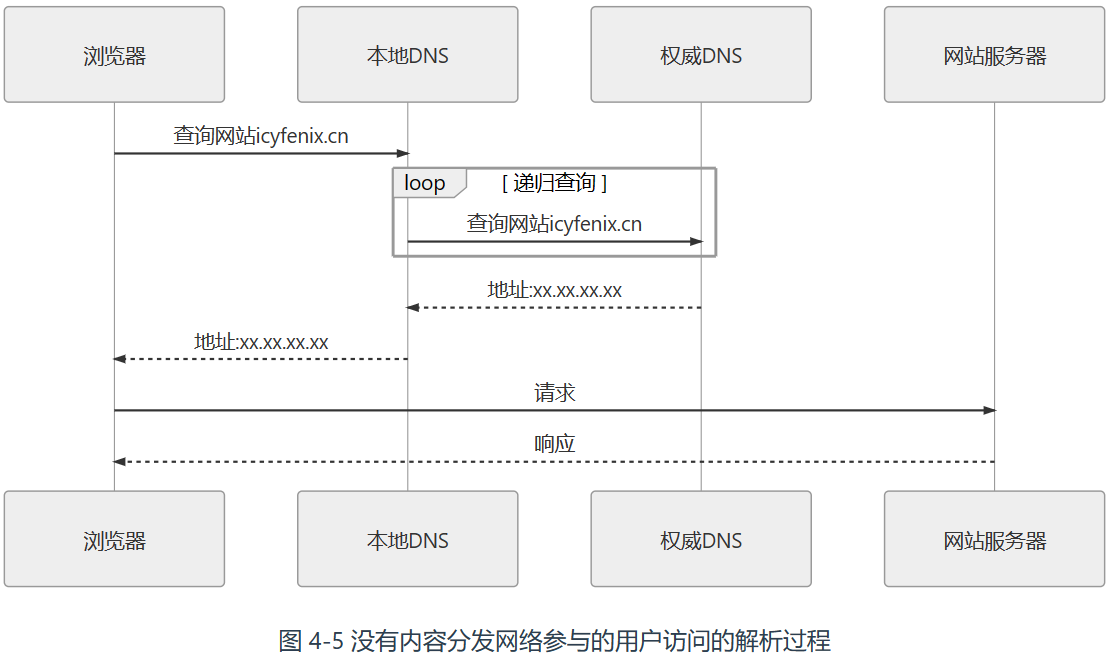 浏览器
本地DNS
权威DNS
网站服务器
查询网站icyfenix.cn
loop
[ 递归查询 ]
查询网站icyfenix.cn
地址:xx.xx.xx.xx
地址:xx.xx.xx.xx
请求
响应
浏览器
本地DNS
权威DNS
网站服务器
图 4-5 没有内容分发网络参与的用户访问的解析过程